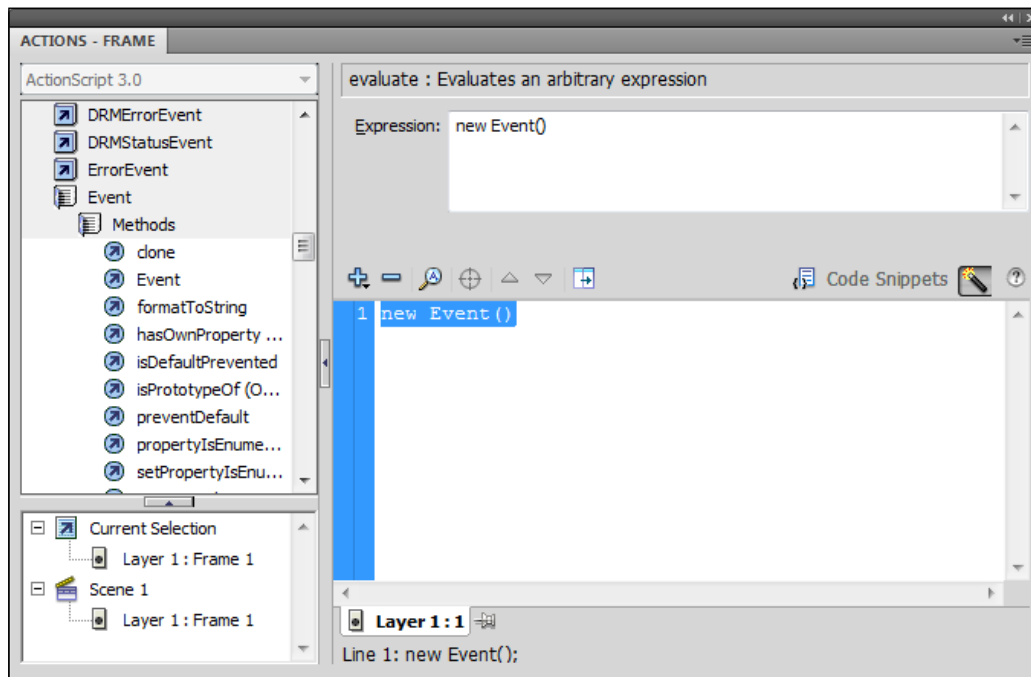 ACTIONS - FRAME
ActionScript 3.0
DRMErrorEvent
DRMStatusEvent
ErrorEvent
Event
Methods
clone
Event
formatToString
hasOwnProperty ...
isDefaultPrevented
isPrototypeOf (O...
preventDefault
propertyIsEnume...
setPropertyIsEnu...
Current Selection
Layer 1 : Frame 1
Scene 1
Layer 1 : Frame 1
evaluate : Evaluates an arbitrary expression
Expression: new Event()
Code Snippets
1 new Event()
Layer 1 : 1
Line 1: new Event();